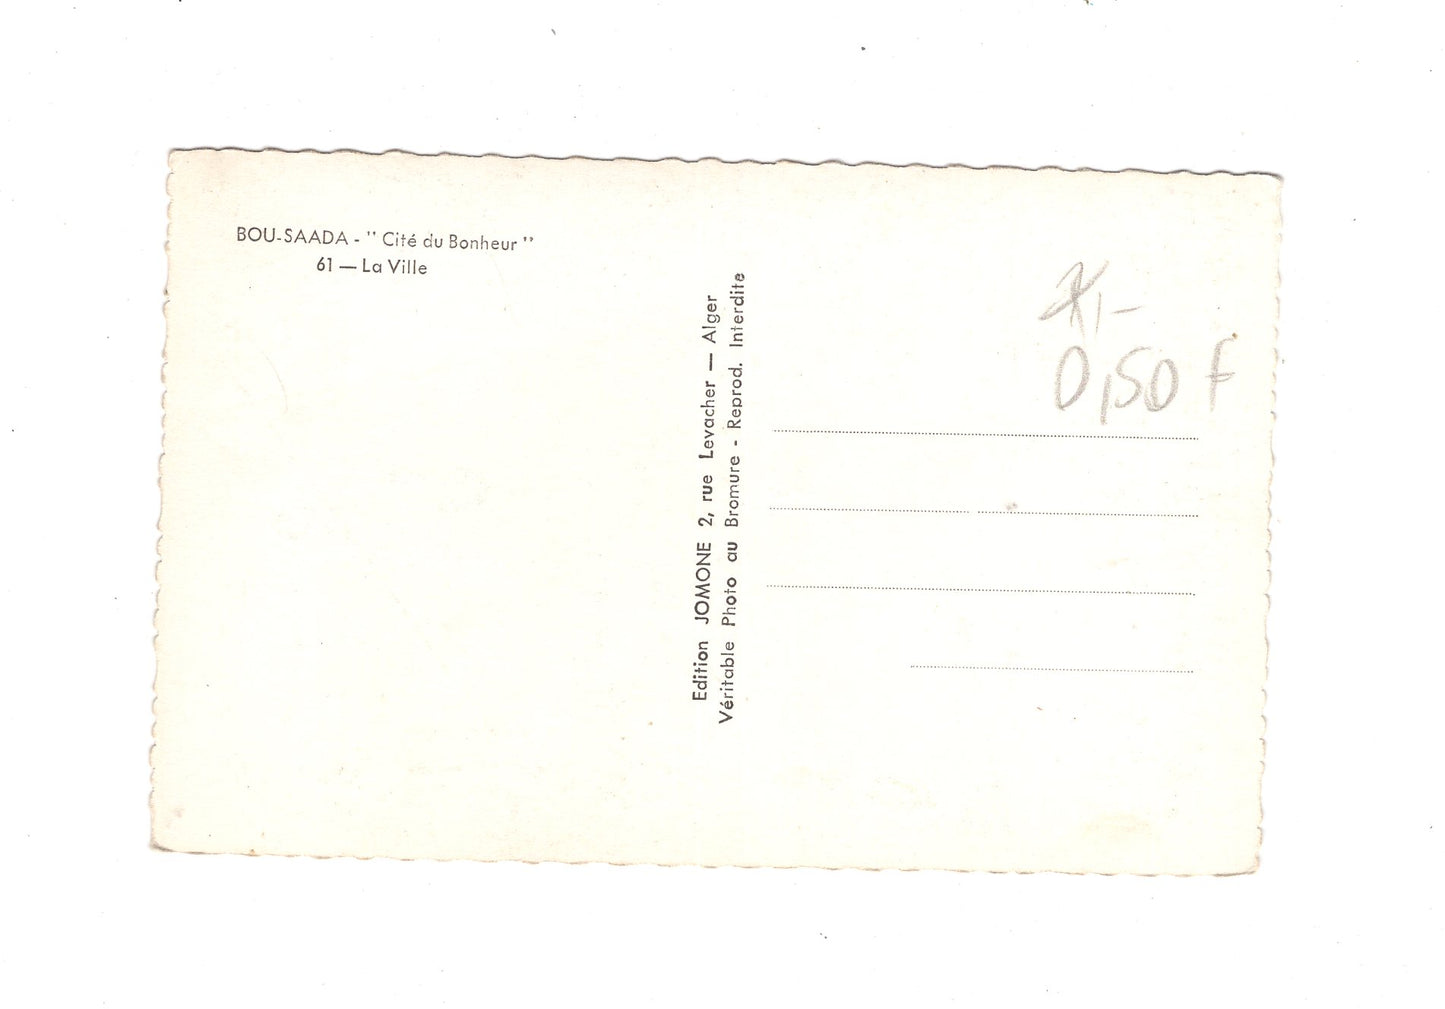 BOU-SAADA - " Cité du Bonheur "
61 — La Ville
Edition JOMONE 2, rue Levacher — Alger
Véritable Photo au Bromure - Reprod. Interdite
0,50 F